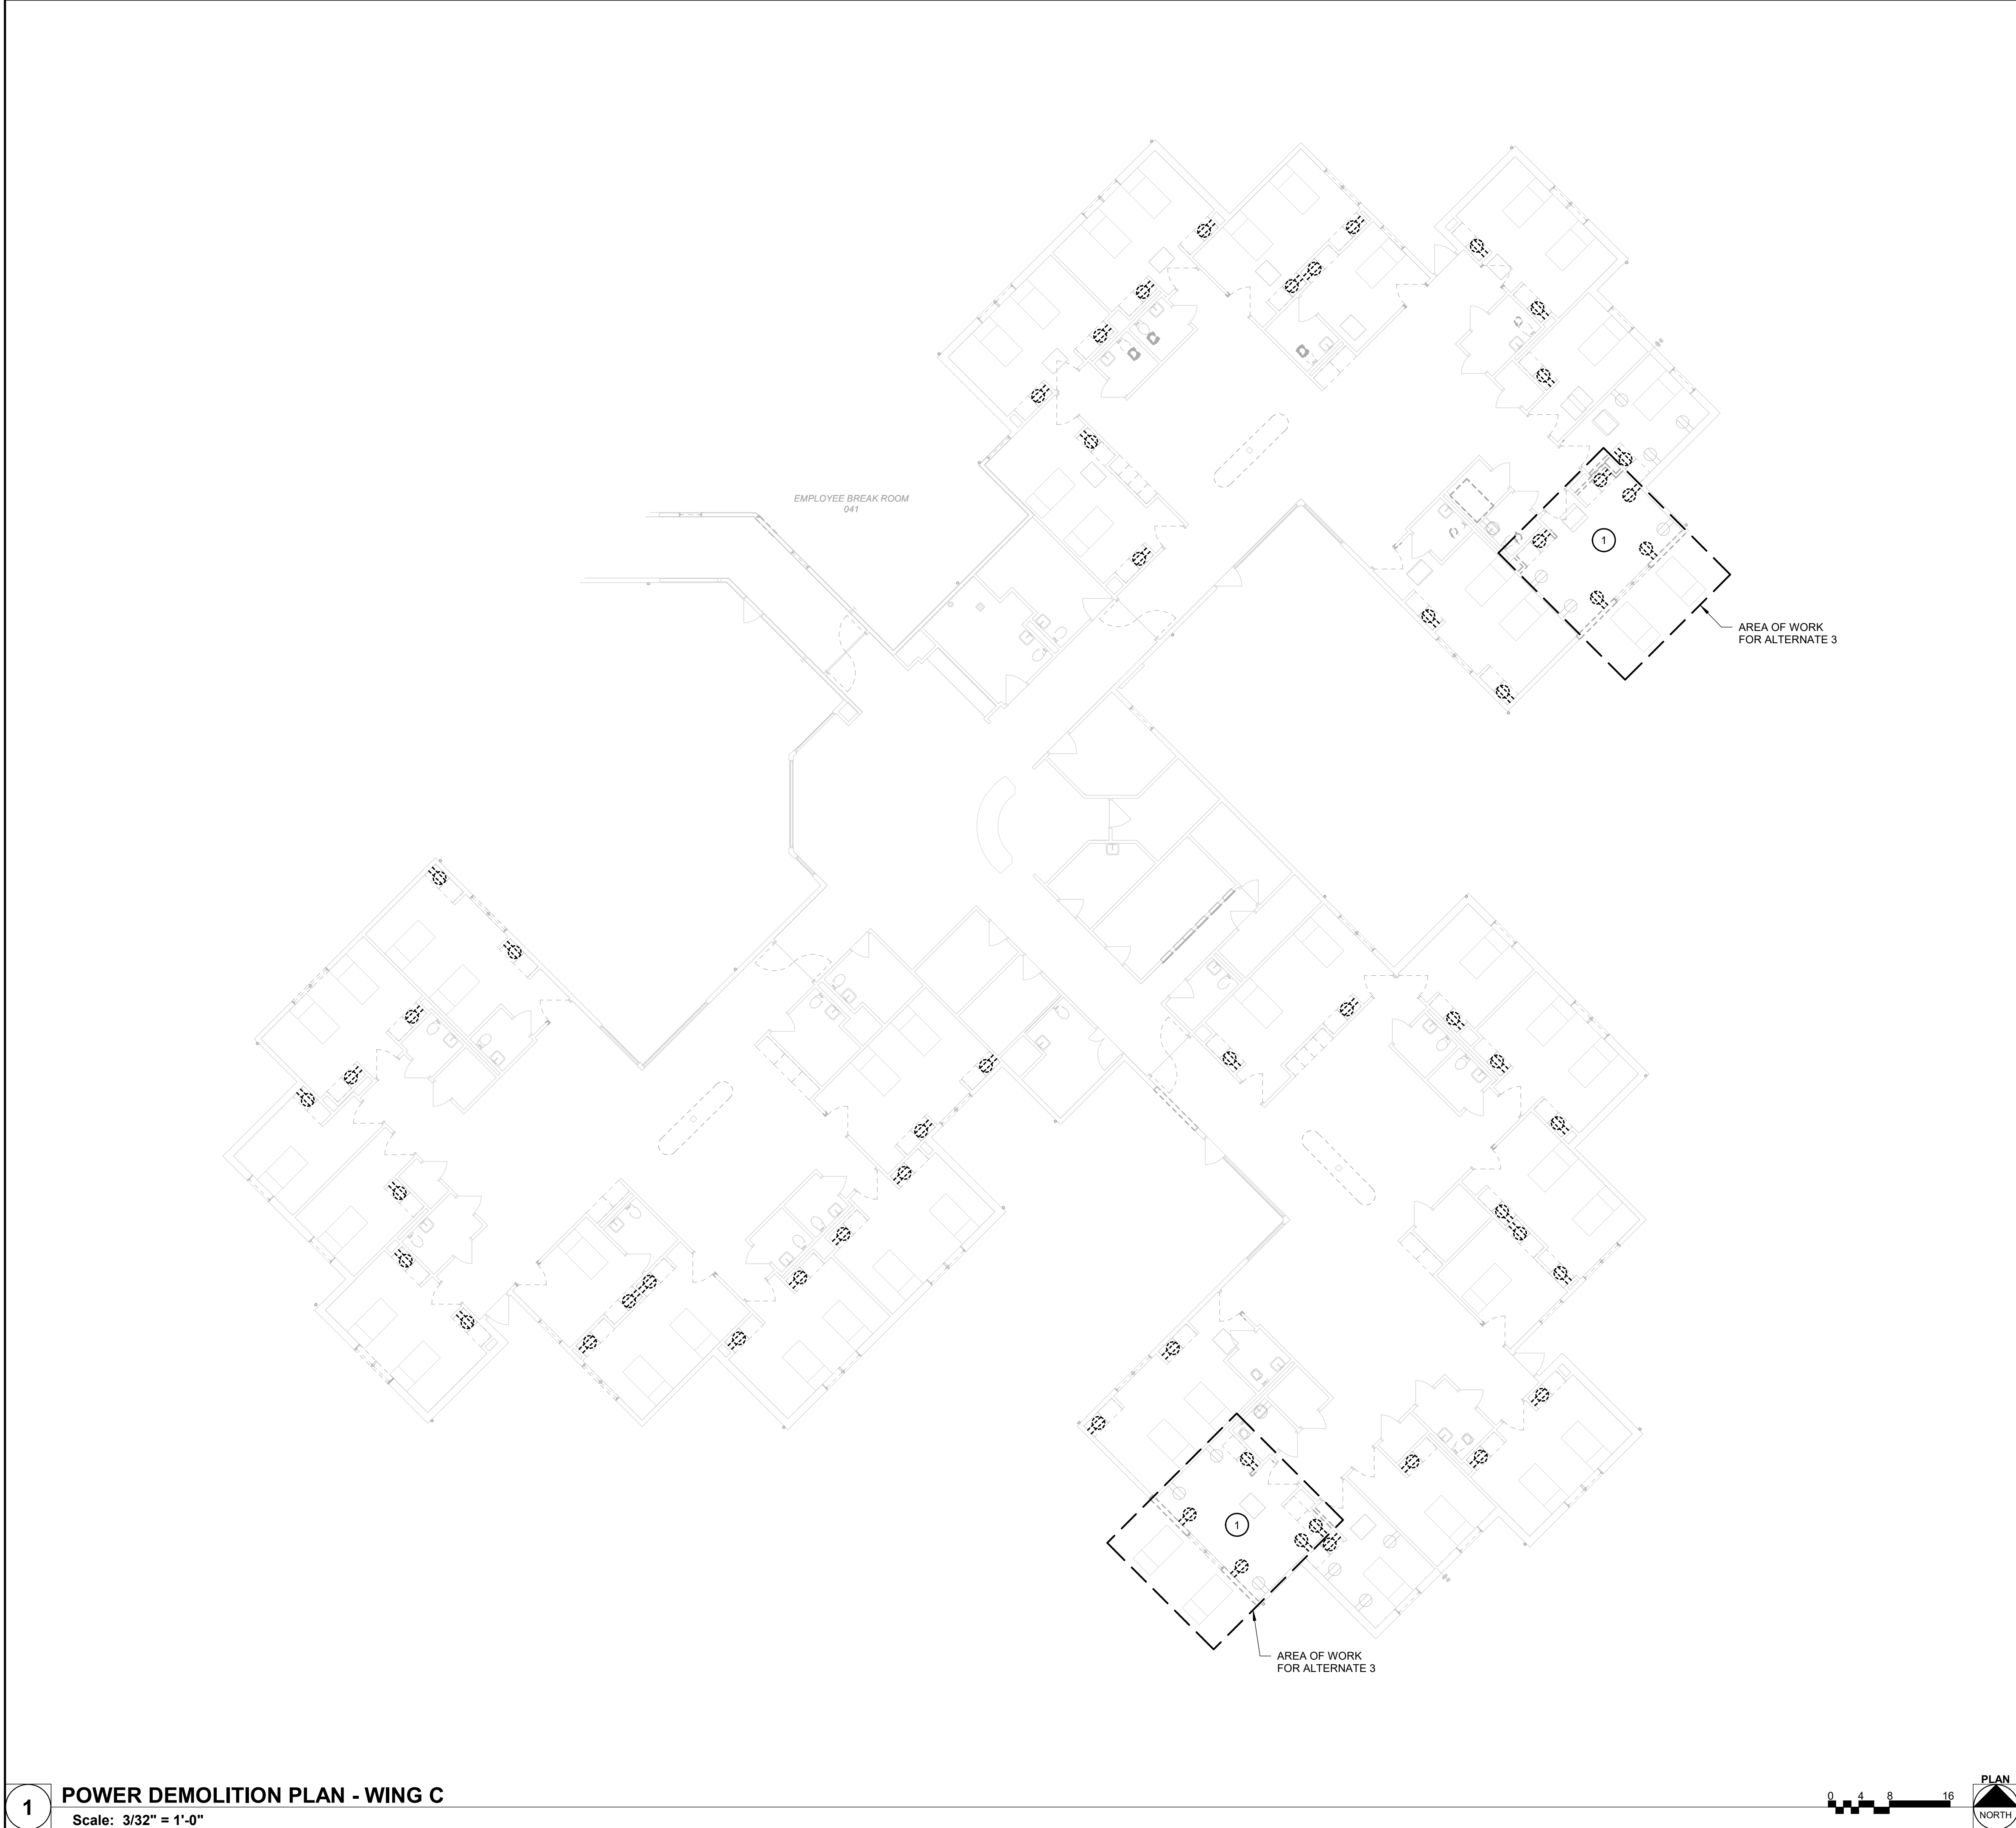 EMPLOYEE BREAK ROOM
041
1
AREA OF WORK
FOR ALTERNATE 3
1
AREA OF WORK
FOR ALTERNATE 3
1
POWER DEMOLITION PLAN - WING C
Scale: 3/32" = 1'-0"
0 4 8 16
PLAN
NORTH